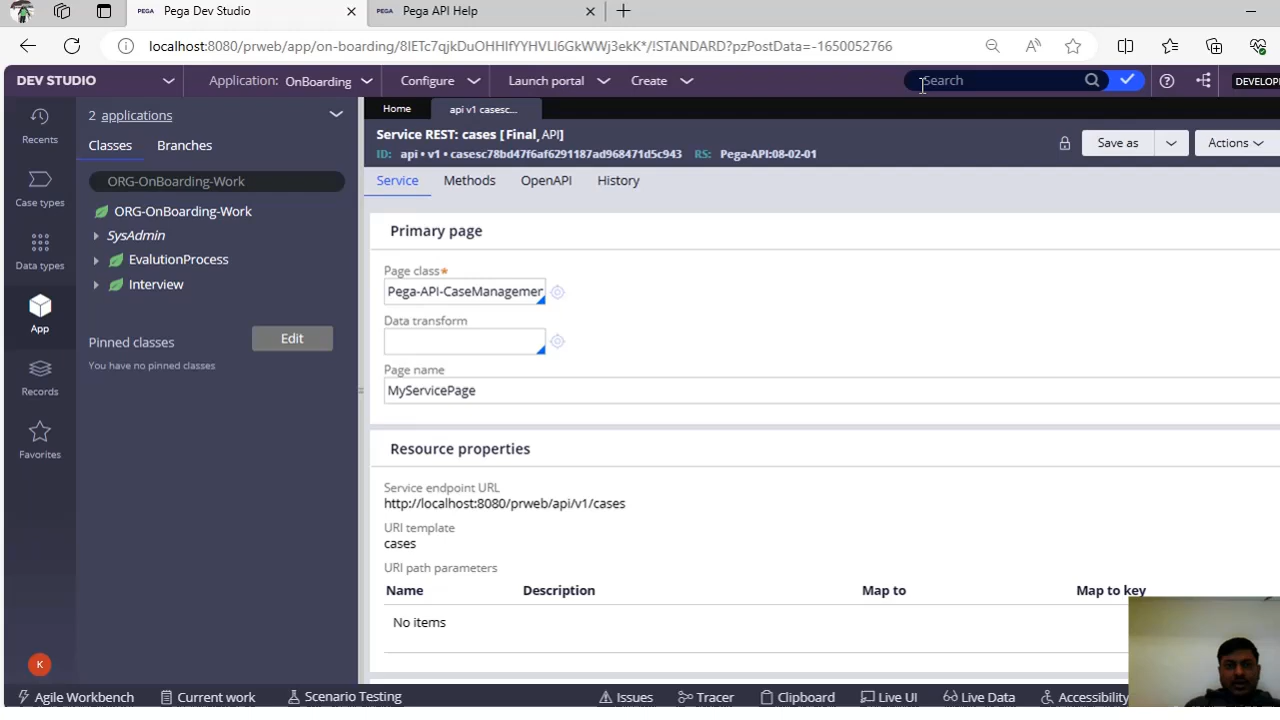 PEGA Pega Dev Studio
PEGA Pega API Help
localhost:8080/prweb/app/on-boarding/8IETc7qjkDuOHHIfYYHVLI6GkWWj3ekK*/!STANDARD?pzPostData=-1650052766
DEV STUDIO
Application: OnBoarding
Configure
Launch portal
Create
Search
DEVELOP
Recents
Case types
Data types
App
Records
Favorites
K
2 applications
Classes
Branches
ORG-OnBoarding-Work
ORG-OnBoarding-Work
SysAdmin
EvalutionProcess
Interview
Pinned classes
Edit
You have no pinned classes
Home
api v1 casesc...
Service REST: cases [Final, API]
ID: api • v1 • casesc78bd47f6af6291187ad968471d5c943 RS: Pega-API:08-02-01
Save as
Actions
Service
Methods
OpenAPI
History
Primary page
Page class*
Pega-API-CaseManagemen
Data transform
Page name
MyServicePage
Resource properties
Service endpoint URL
http://localhost:8080/prweb/api/v1/cases
URI template
cases
URI path parameters
Name Description Map to Map to key
No items
Agile Workbench
Current work
Scenario Testing
Issues
Tracer
Clipboard
Live UI
Live Data
Accessibility